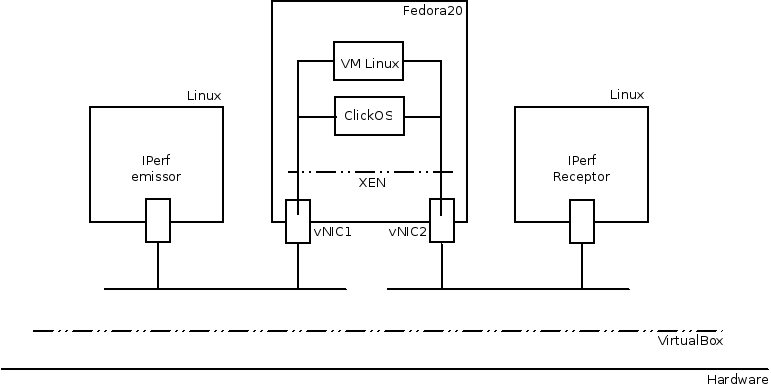 Fedora20
VM Linux
Linux
ClickOS
Linux
IPerf
emissor
XEN
IPerf
Receptor
vNIC1
vNIC2
VirtualBox
Hardware